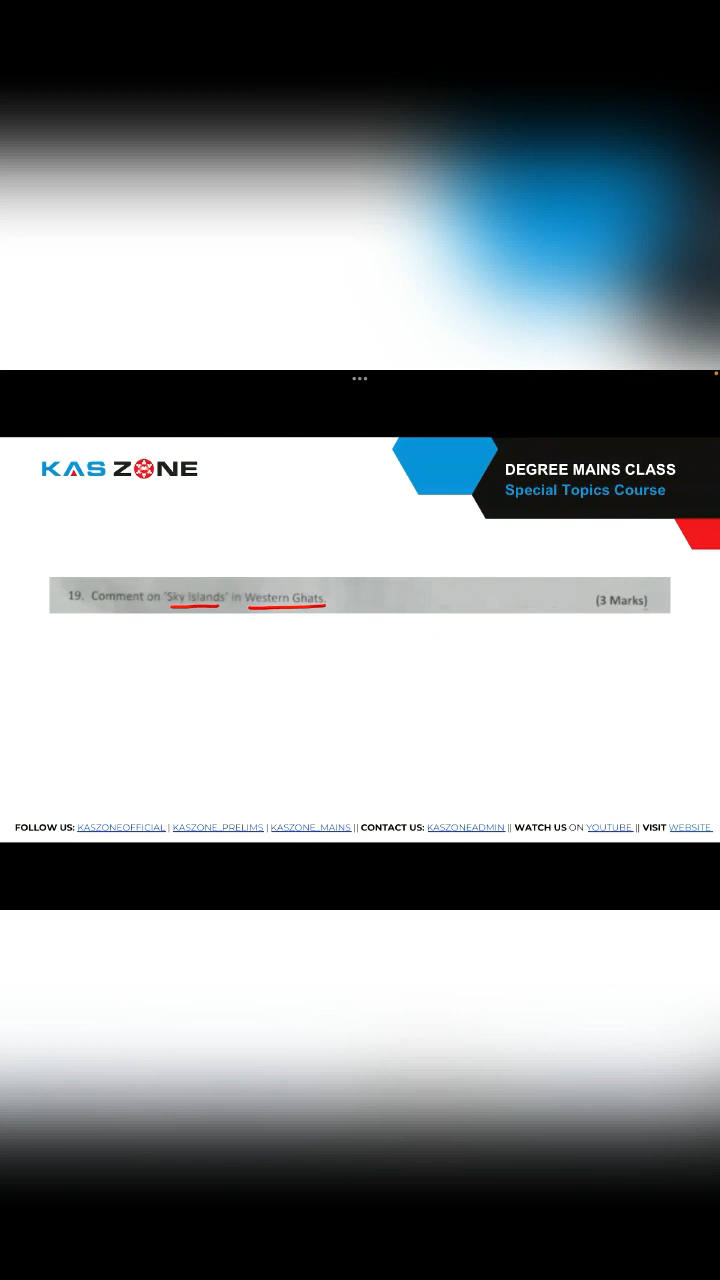 KAS ZONE
DEGREE MAINS CLASS
Special Topics Course
19. Comment on 'Sky Islands' in Western Ghats. (3 Marks)
FOLLOW US: KASZONEOFFICIAL | KASZONE_PRELIMS | KASZONE_MAINS || CONTACT US: KASZONEADMIN || WATCH US ON YOUTUBE || VISIT WEBSITE